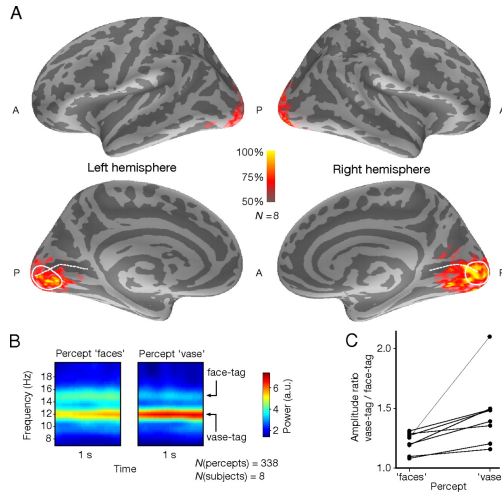 A
A
P
A
Left hemisphere
100%
75%
50%
N = 8
Right hemisphere
P
A
P
B
Percept 'faces'
Percept 'vase'
Frequency (Hz)
18
16
14
12
10
8
1 s
1 s
Time
face-tag
vase-tag
Power (a.u.)
6
4
2
N(percepts) = 338
N(subjects) = 8
C
Amplitude ratio
vase-tag / face-tag
2.0
1.5
1.0
'faces'
'vase'
Percept